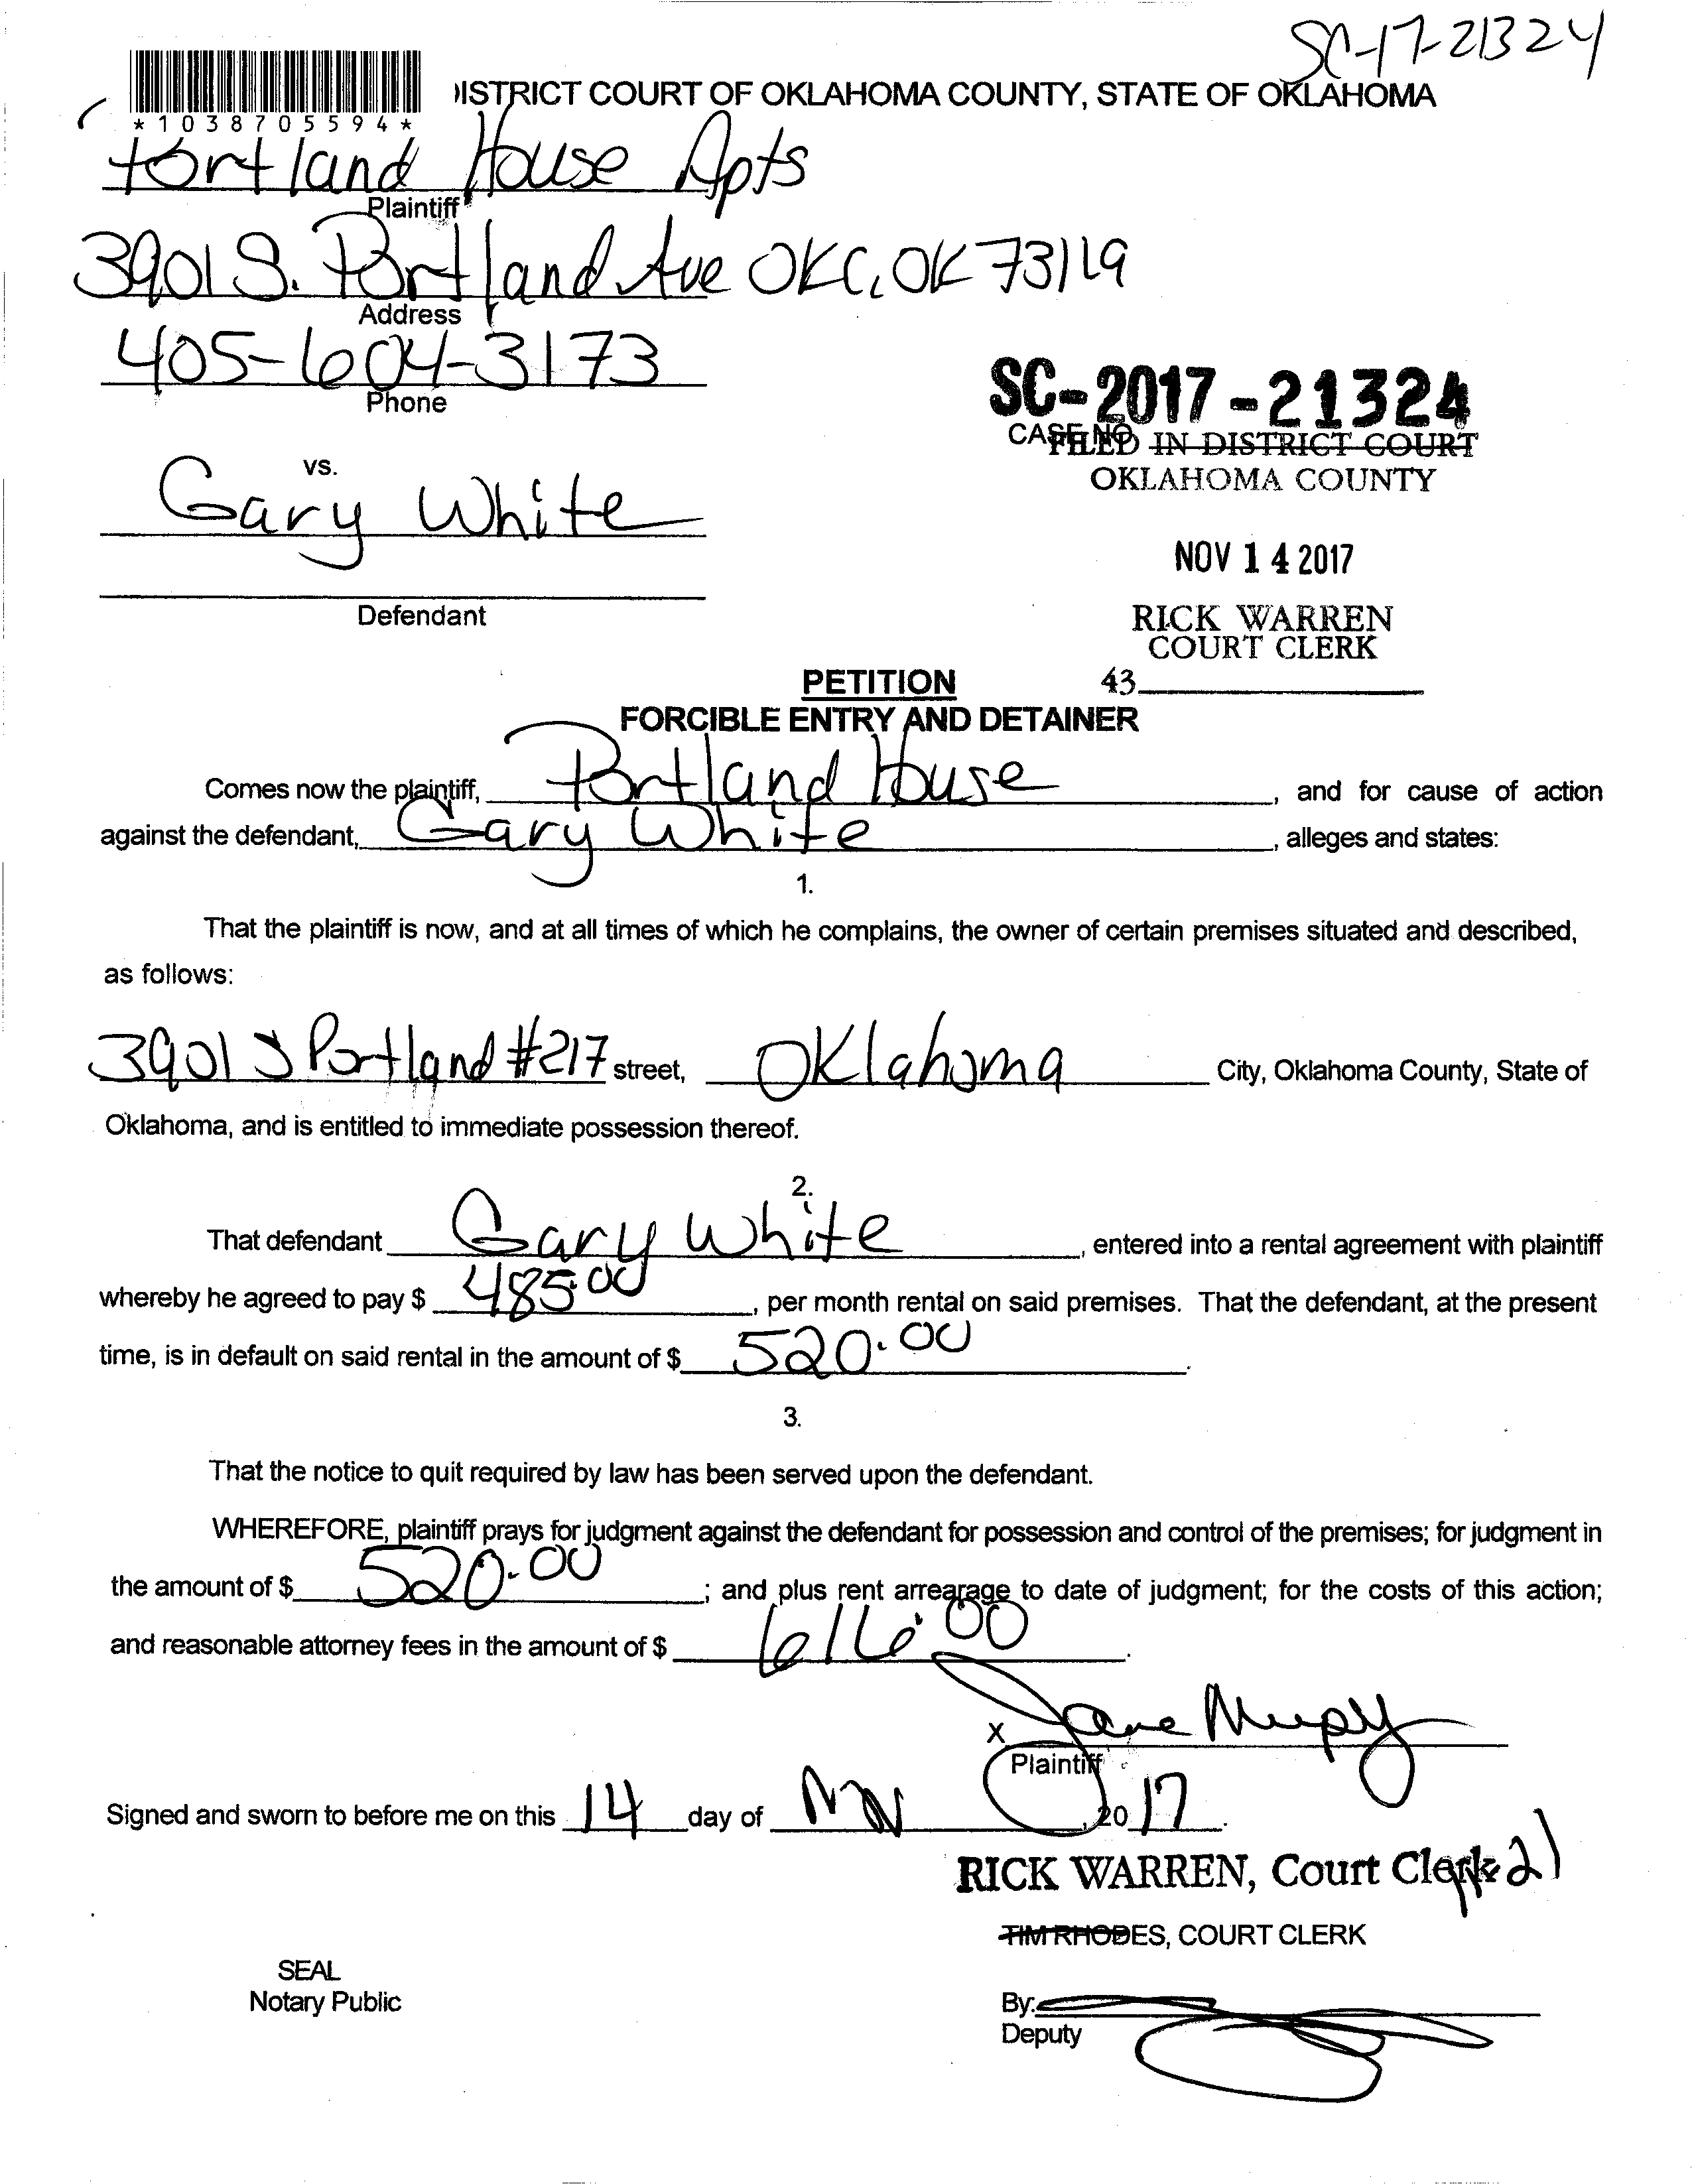 SC-17-21324
*1038705594*
DISTRICT COURT OF OKLAHOMA COUNTY, STATE OF OKLAHOMA
Portland House Apts
Plaintiff
3901 S. Portland Ave OKC, OK 73119
Address
405-604-3173
Phone
SC-2017-21324
CASE NO
FILED IN DISTRICT COURT
OKLAHOMA COUNTY
vs.
Gary White
NOV 14 2017
Defendant
RICK WARREN
COURT CLERK
43
PETITION
FORCIBLE ENTRY AND DETAINER
Comes now the plaintiff, Portland House, and for cause of action
against the defendant, Gary White, alleges and states:
1.
That the plaintiff is now, and at all times of which he complains, the owner of certain premises situated and described,
as follows:
3901 S Portland #217 street, Oklahoma City, Oklahoma County, State of
Oklahoma, and is entitled to immediate possession thereof.
2.
That defendant Gary White, entered into a rental agreement with plaintiff
whereby he agreed to pay $ 485.00, per month rental on said premises. That the defendant, at the present
time, is in default on said rental in the amount of $ 520.00.
3.
That the notice to quit required by law has been served upon the defendant.
WHEREFORE, plaintiff prays for judgment against the defendant for possession and control of the premises; for judgment in
the amount of $ 520.00; and plus rent arrearage to date of judgment; for the costs of this action;
and reasonable attorney fees in the amount of $ 616.00.
X Jane
Plaintiff
Signed and sworn to before me on this 14 day of Nov, 2017.
RICK WARREN, Court Clerk 21
TIM RHODES, COURT CLERK
SEAL
Notary Public
By:
Deputy